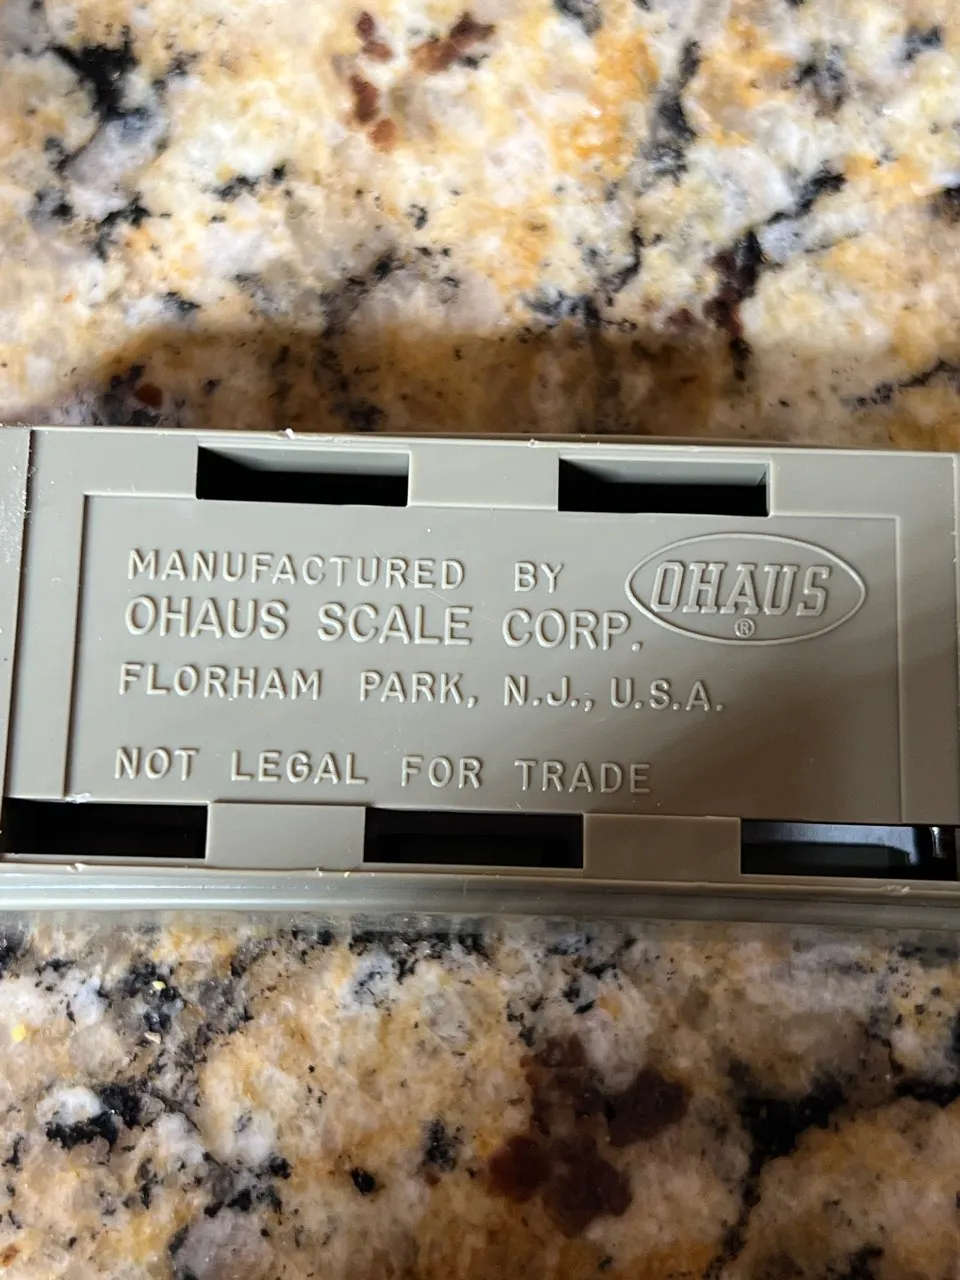 MANUFACTURED BY
OHAUS SCALE CORP.
OHAUS
®
FLORHAM PARK, N.J., U.S.A.
NOT LEGAL FOR TRADE